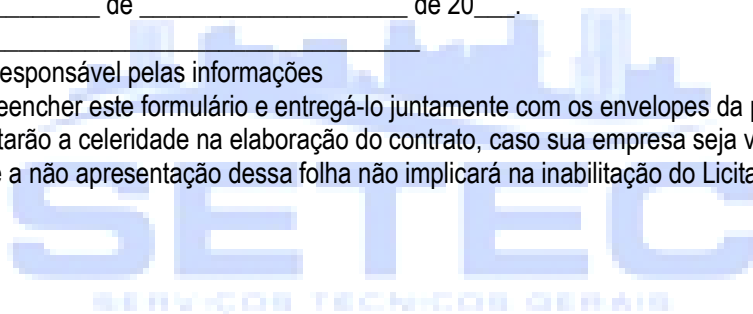 ________ de ____________________ de 20___.
________________________________
esponsável pelas informações
eencher este formulário e entregá-lo juntamente com os envelopes da p
tarão a celeridade na elaboração do contrato, caso sua empresa seja v
e a não apresentação dessa folha não implicará na inabilitação do Licita
SETEC
SERVIÇOS TÉCNICOS GERAIS